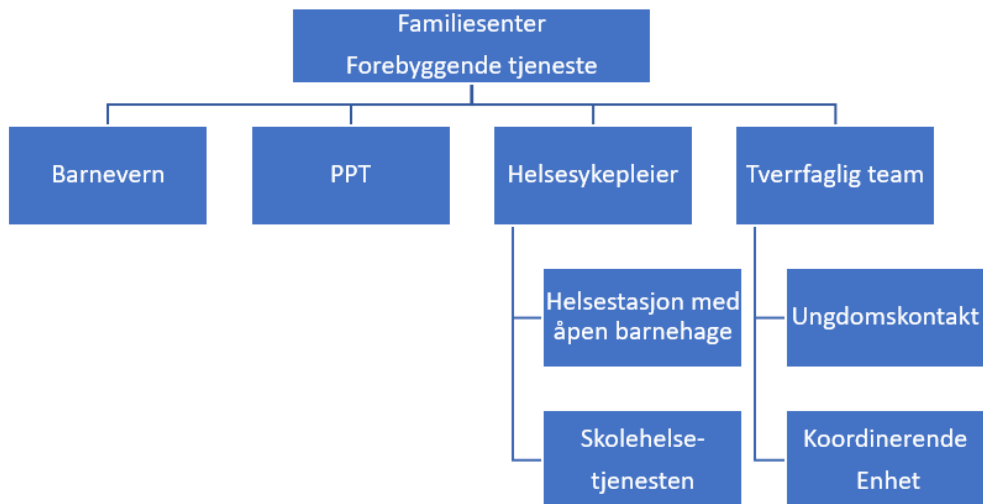 Familiesenter
Forebyggende tjeneste
Barnevern
PPT
Helsesykepleier
Tverrfaglig team
Helsestasjon med
åpen barnehage
Ungdomskontakt
Skolehelse-
tjenesten
Koordinerende
Enhet